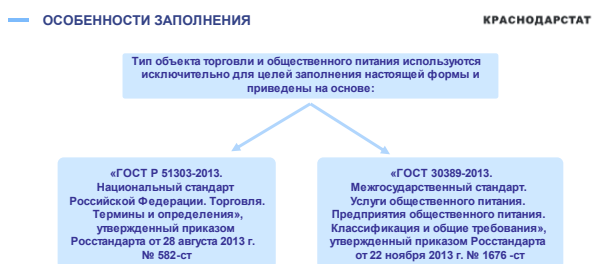 ОСОБЕННОСТИ ЗАПОЛНЕНИЯ
КРАСНОДАРСТАТ
Тип объекта торговли и общественного питания используются
исключительно для целей заполнения настоящей формы и
приведены на основе:
«ГОСТ Р 51303-2013.
Национальный стандарт
Российской Федерации. Торговля.
Термины и определения»,
утвержденный приказом
Росстандарта от 28 августа 2013 г.
№ 582-ст
«ГОСТ 30389-2013.
Межгосударственный стандарт.
Услуги общественного питания.
Предприятия общественного питания.
Классификация и общие требования»,
утвержденный приказом Росстандарта
от 22 ноября 2013 г. № 1676 -ст